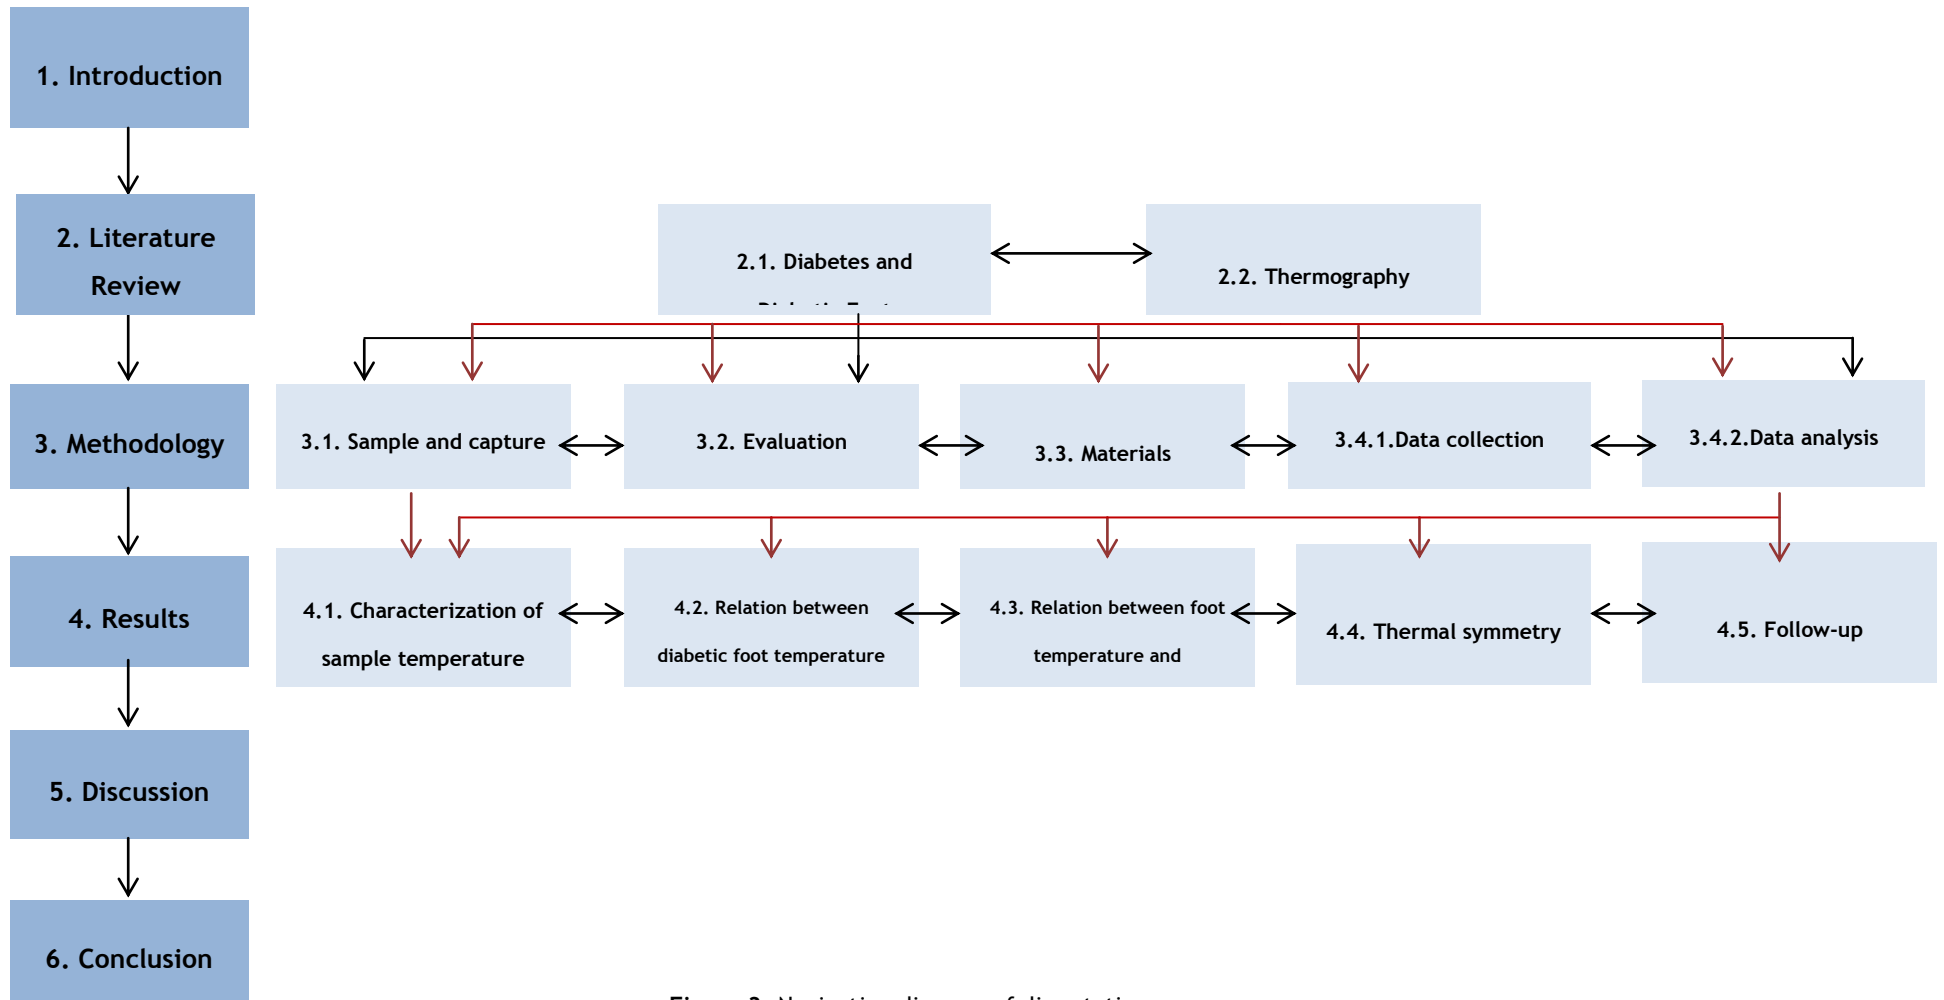 1. Introduction
2. Literature
Review
2.1. Diabetes and
2.2. Thermography
3. Methodology
3.1. Sample and capture
3.2. Evaluation
3.3. Materials
3.4.1.Data collection
3.4.2.Data analysis
4. Results
4.1. Characterization of
sample temperature
4.2. Relation between
diabetic foot temperature
4.3. Relation between foot
temperature and
4.4. Thermal symmetry
4.5. Follow-up
5. Discussion
6. Conclusion